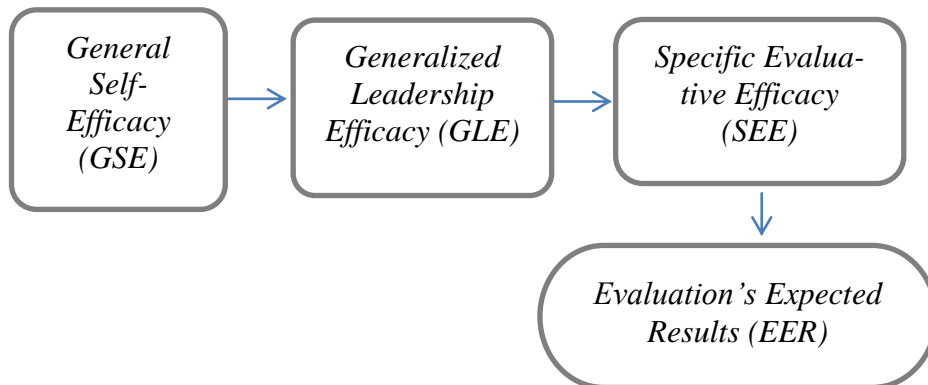 General
Self-
Efficacy
(GSE)
Generalized
Leadership
Efficacy (GLE)
Specific Evalua-
tive Efficacy
(SEE)
Evaluation’s Expected
Results (EER)